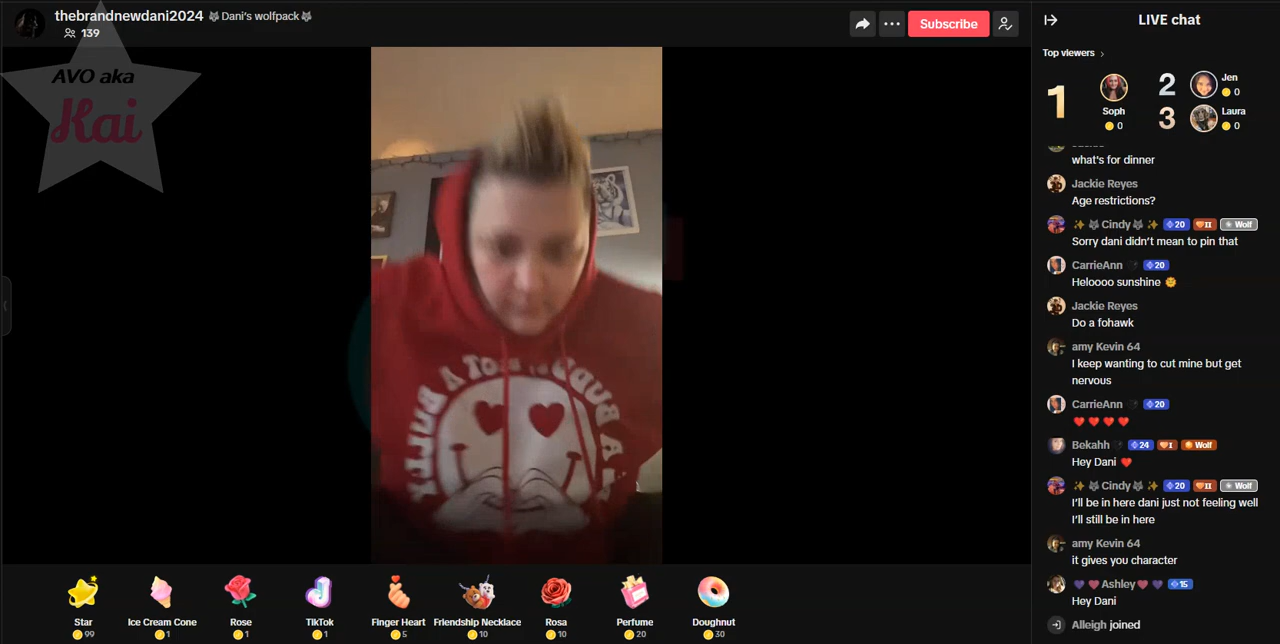 thebrandnewdani2024 🐺Dani's wolfpack🐺
139
Subscribe
AVO aka
Kai
A BUDDY NOT A BULLY
Star
99
Ice Cream Cone
1
Rose
1
TikTok
1
Finger Heart
5
Friendship Necklace
10
Rosa
10
Perfume
20
Doughnut
30
LIVE chat
Top viewers >
1
Soph
0
2
Jen
0
3
Laura
0
what's for dinner
Jackie Reyes
Age restrictions?
✨🐺Cindy🐺✨ 20 II Wolf
Sorry dani didn't mean to pin that
CarrieAnn 20
Heloooo sunshine 🌞
Jackie Reyes
Do a fohawk
amy Kevin 64
I keep wanting to cut mine but get
nervous
CarrieAnn 20
❤️❤️❤️❤️
Bekahh 24 I Wolf
Hey Dani ❤️
✨🐺Cindy🐺✨ 20 II Wolf
I'll be in here dani just not feeling well
I'll still be in here
amy Kevin 64
it gives you character
💜💜Ashley💜💜 15
Hey Dani
Alleigh joined